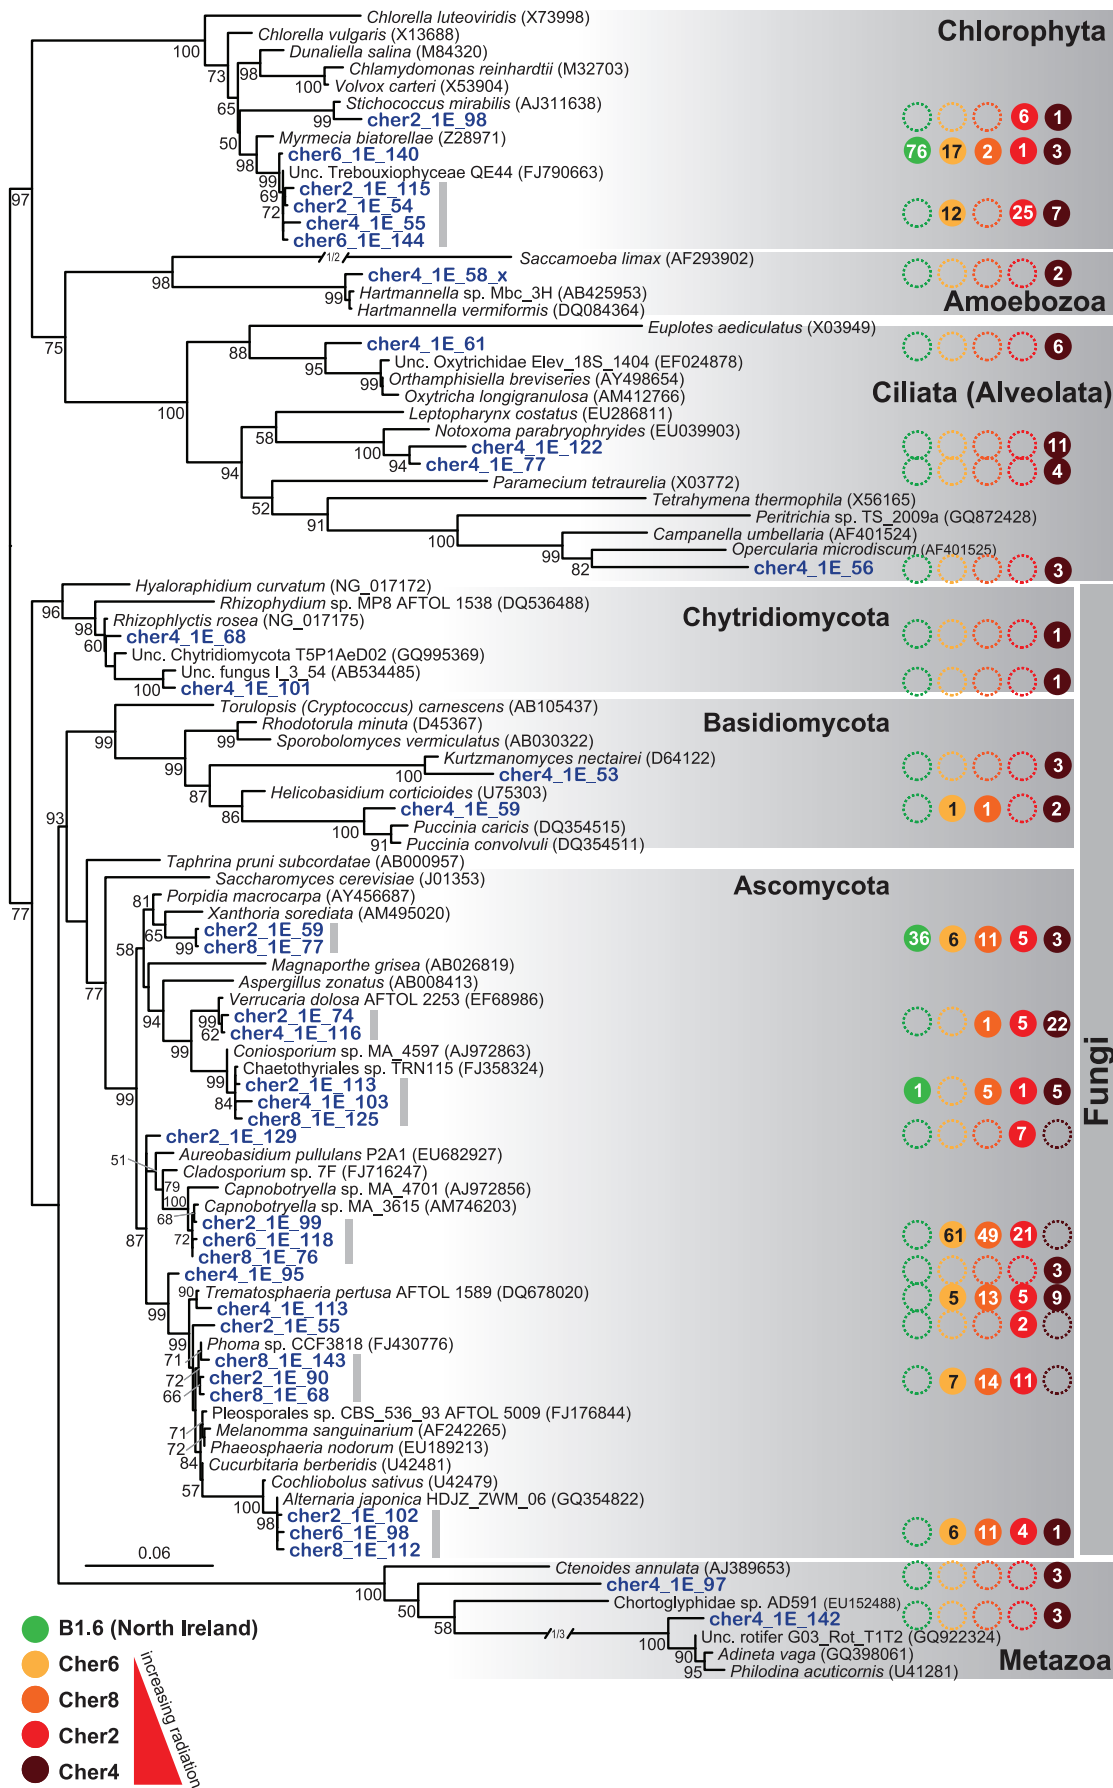 Chlorella luteoviridis (X73998)
Chlorophyta
Chlorella vulgaris (X13688)
100
Dunaliella salina (M84320)
73
98
Chlamydomonas reinhardtii (M32703)
100
Volvox carteri (X53904)
65
Stichococcus mirabilis (AJ311638)
99
cher2_1E_98
6 1
50
Myrmecia biatorellae (Z28971)
98
cher6_1E_140
76 17 2 1 3
Unc. Trebouxiophyceae QE44 (FJ790663)
99
cher2_1E_115
69
97
cher2_1E_54
72
12 25 7
cher4_1E_55
cher6_1E_144
1/2
Saccamoeba limax (AF293902)
98
cher4_1E_58_x
2
99
Hartmannella sp. Mbc_3H (AB425953)
Amoebozoa
Hartmannella vermiformis (DQ084364)
75
Euplotes aediculatus (X03949)
88
cher4_1E_61
6
95
Unc. Oxytrichidae Elev_18S_1404 (EF024878)
99
Orthamphisiella breviseries (AY498654)
Ciliata (Alveolata)
Oxytricha longigranulosa (AM412766)
100
Leptopharynx costatus (EU286811)
58
Notoxoma parabryophryides (EU039903)
100
cher4_1E_122
11
94
94
cher4_1E_77
4
Paramecium tetraurelia (X03772)
52
Tetrahymena thermophila (X56165)
91
Peritrichia sp. TS_2009a (GQ872428)
100
Campanella umbellaria (AF401524)
99
Opercularia microdiscum (AF401525)
82
cher4_1E_56
3
Hyaloraphidium curvatum (NG_017172)
96
Rhizophydium sp. MP8 AFTOL 1538 (DQ536488)
Chytridiomycota
98
Rhizophlyctis rosea (NG_017175)
60
cher4_1E_68
1
Unc. Chytridiomycota T5P1AeD02 (GQ995369)
Unc. fungus I_3_54 (AB534485)
100
cher4_1E_101
1
Torulopsis (Cryptococcus) carnescens (AB105437)
Basidiomycota
99
Rhodotorula minuta (D45367)
99
Sporobolomyces vermiculatus (AB030322)
99
Kurtzmanomyces nectairei (D64122)
100
cher4_1E_53
3
87
Helicobasidium corticioides (U75303)
86
cher4_1E_59
1 1 2
93
100
Puccinia caricis (DQ354515)
91
Puccinia convolvuli (DQ354511)
Taphrina pruni subcordatae (AB000957)
Saccharomyces cerevisiae (J01353)
Ascomycota
77
81
Porpidia macrocarpa (AY456687)
Xanthoria sorediata (AM495020)
65
cher2_1E_59
36 6 11 5 3
58
99
cher8_1E_77
77
Magnaporthe grisea (AB026819)
Aspergillus zonatus (AB008413)
94
Verrucaria dolosa AFTOL 2253 (EF68986)
99
cher2_1E_74
62
cher4_1E_116
1 5 22
99
Coniosporium sp. MA_4597 (AJ972863)
Chaetothyriales sp. TRN115 (FJ358324)
99
cher2_1E_113
1 5 1 5
84
cher4_1E_103
99
cher8_1E_125
cher2_1E_129
7
51
Aureobasidium pullulans P2A1 (EU682927)
79
Cladosporium sp. 7F (FJ716247)
Capnobotryella sp. MA_4701 (AJ972856)
100
Capnobotryella sp. MA_3615 (AM746203)
68
cher2_1E_99
87
72
cher6_1E_118
61 49 21
cher8_1E_76
cher4_1E_95
3
90
Trematosphaeria pertusa AFTOL 1589 (DQ678020)
5 13 5 9
99
cher4_1E_113
cher2_1E_55
2
99
Phoma sp. CCF3818 (FJ430776)
71
cher8_1E_143
72
cher2_1E_90
7 14 11
66
cher8_1E_68
Pleosporales sp. CBS_536_93 AFTOL 5009 (FJ176844)
71
Melanomma sanguinarium (AF242265)
72
Phaeosphaeria nodorum (EU189213)
84
Cucurbitaria berberidis (U42481)
57
Cochliobolus sativus (U42479)
100
Alternaria japonica HDJZ_ZWM_06 (GQ354822)
98
cher2_1E_102
cher6_1E_98
6 11 4 1
cher8_1E_112
Fungi
0.06
Ctenoides annulata (AJ389653)
3
100
cher4_1E_97
50
Chortoglyphidae sp. AD591 (EU152488)
58
cher4_1E_142
3
1/3
100
Unc. rotifer G03_Rot_T1T2 (GQ922324)
90
Adineta vaga (GQ398061)
Metazoa
95
Philodina acuticornis (U41281)
B1.6 (North Ireland)
Cher6
Cher8
Cher2
Cher4
increasing radiation